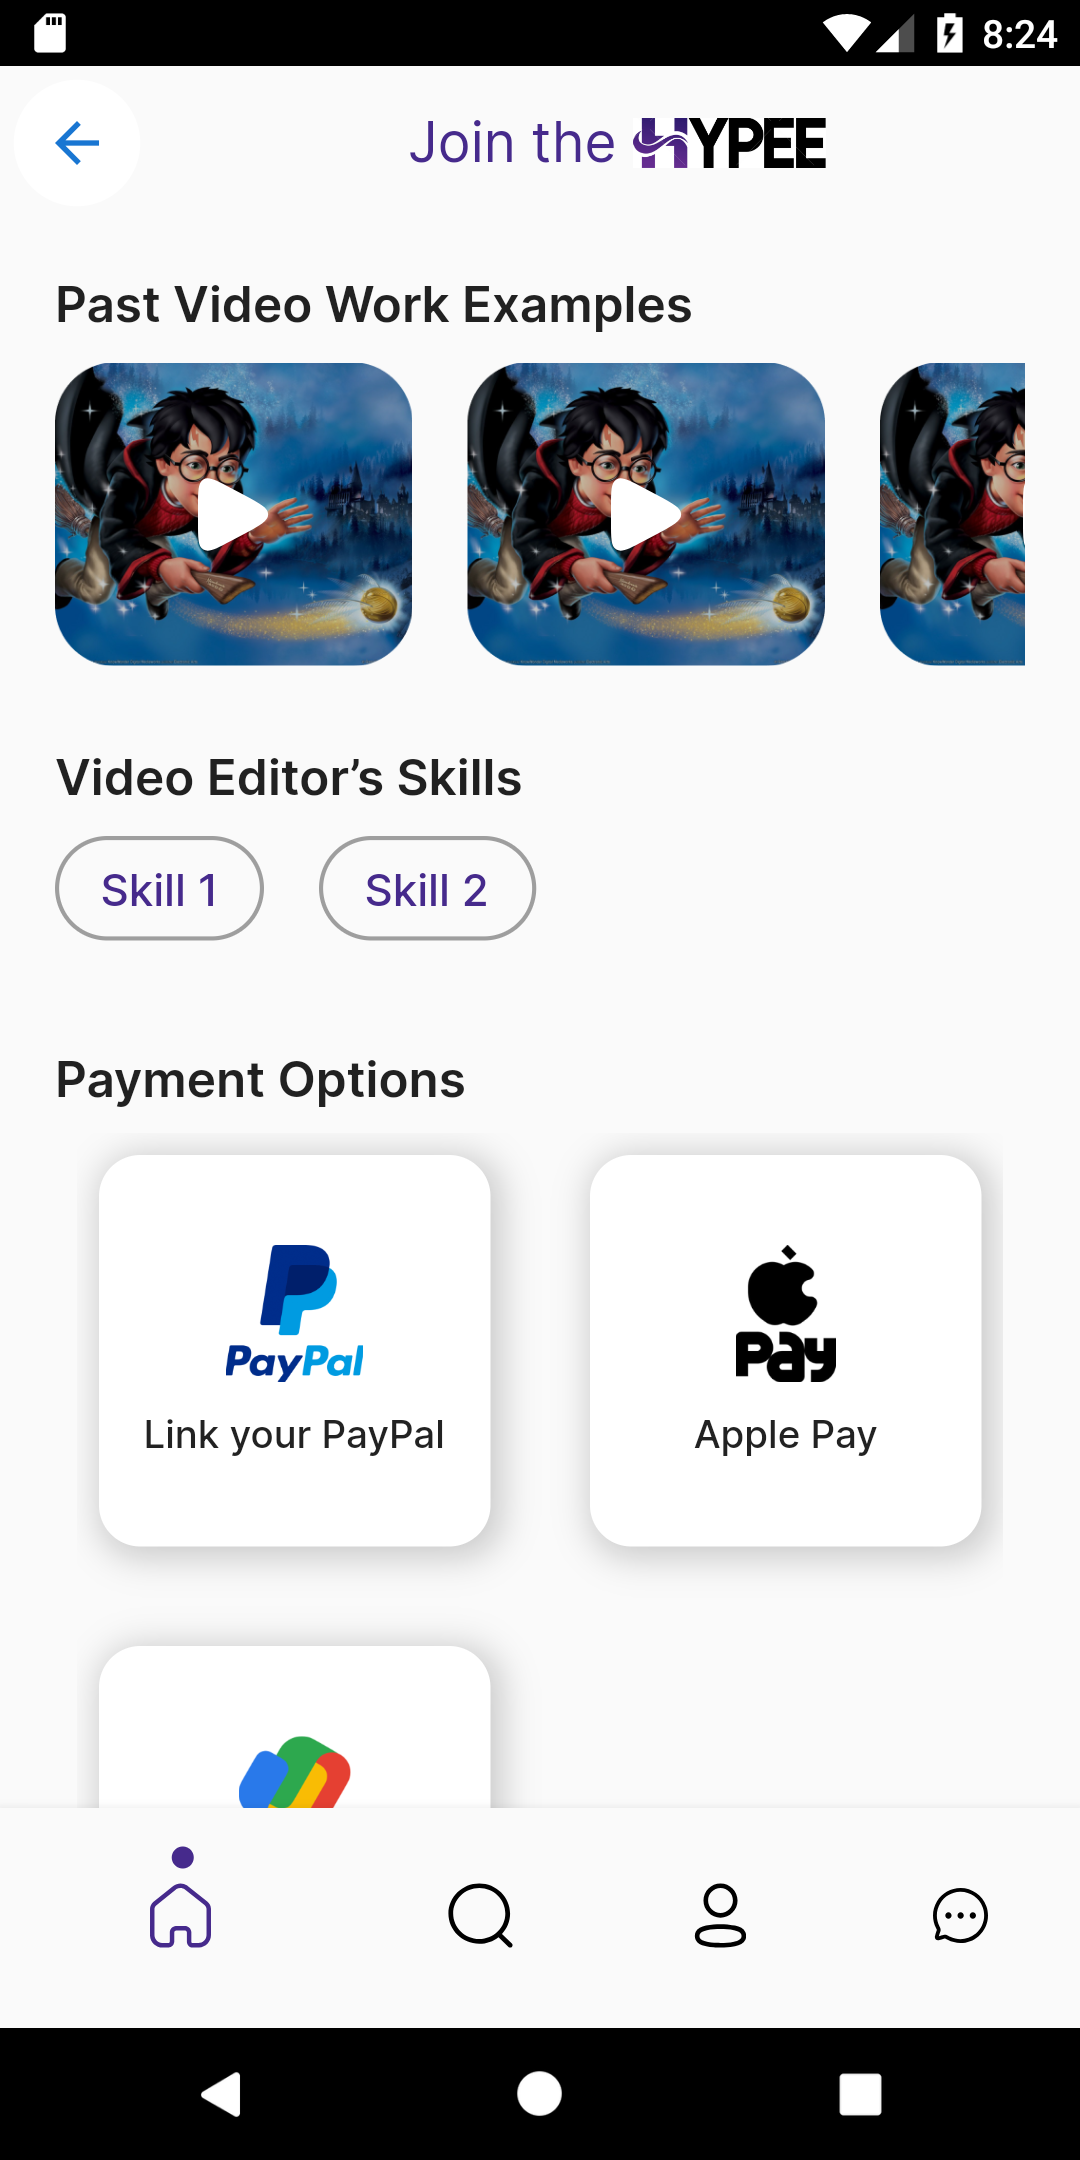 8:24
Join the HYPEE
Past Video Work Examples
Video Editor’s Skills
Skill 1
Skill 2
Payment Options
PayPal
Pay
Link your PayPal
Apple Pay